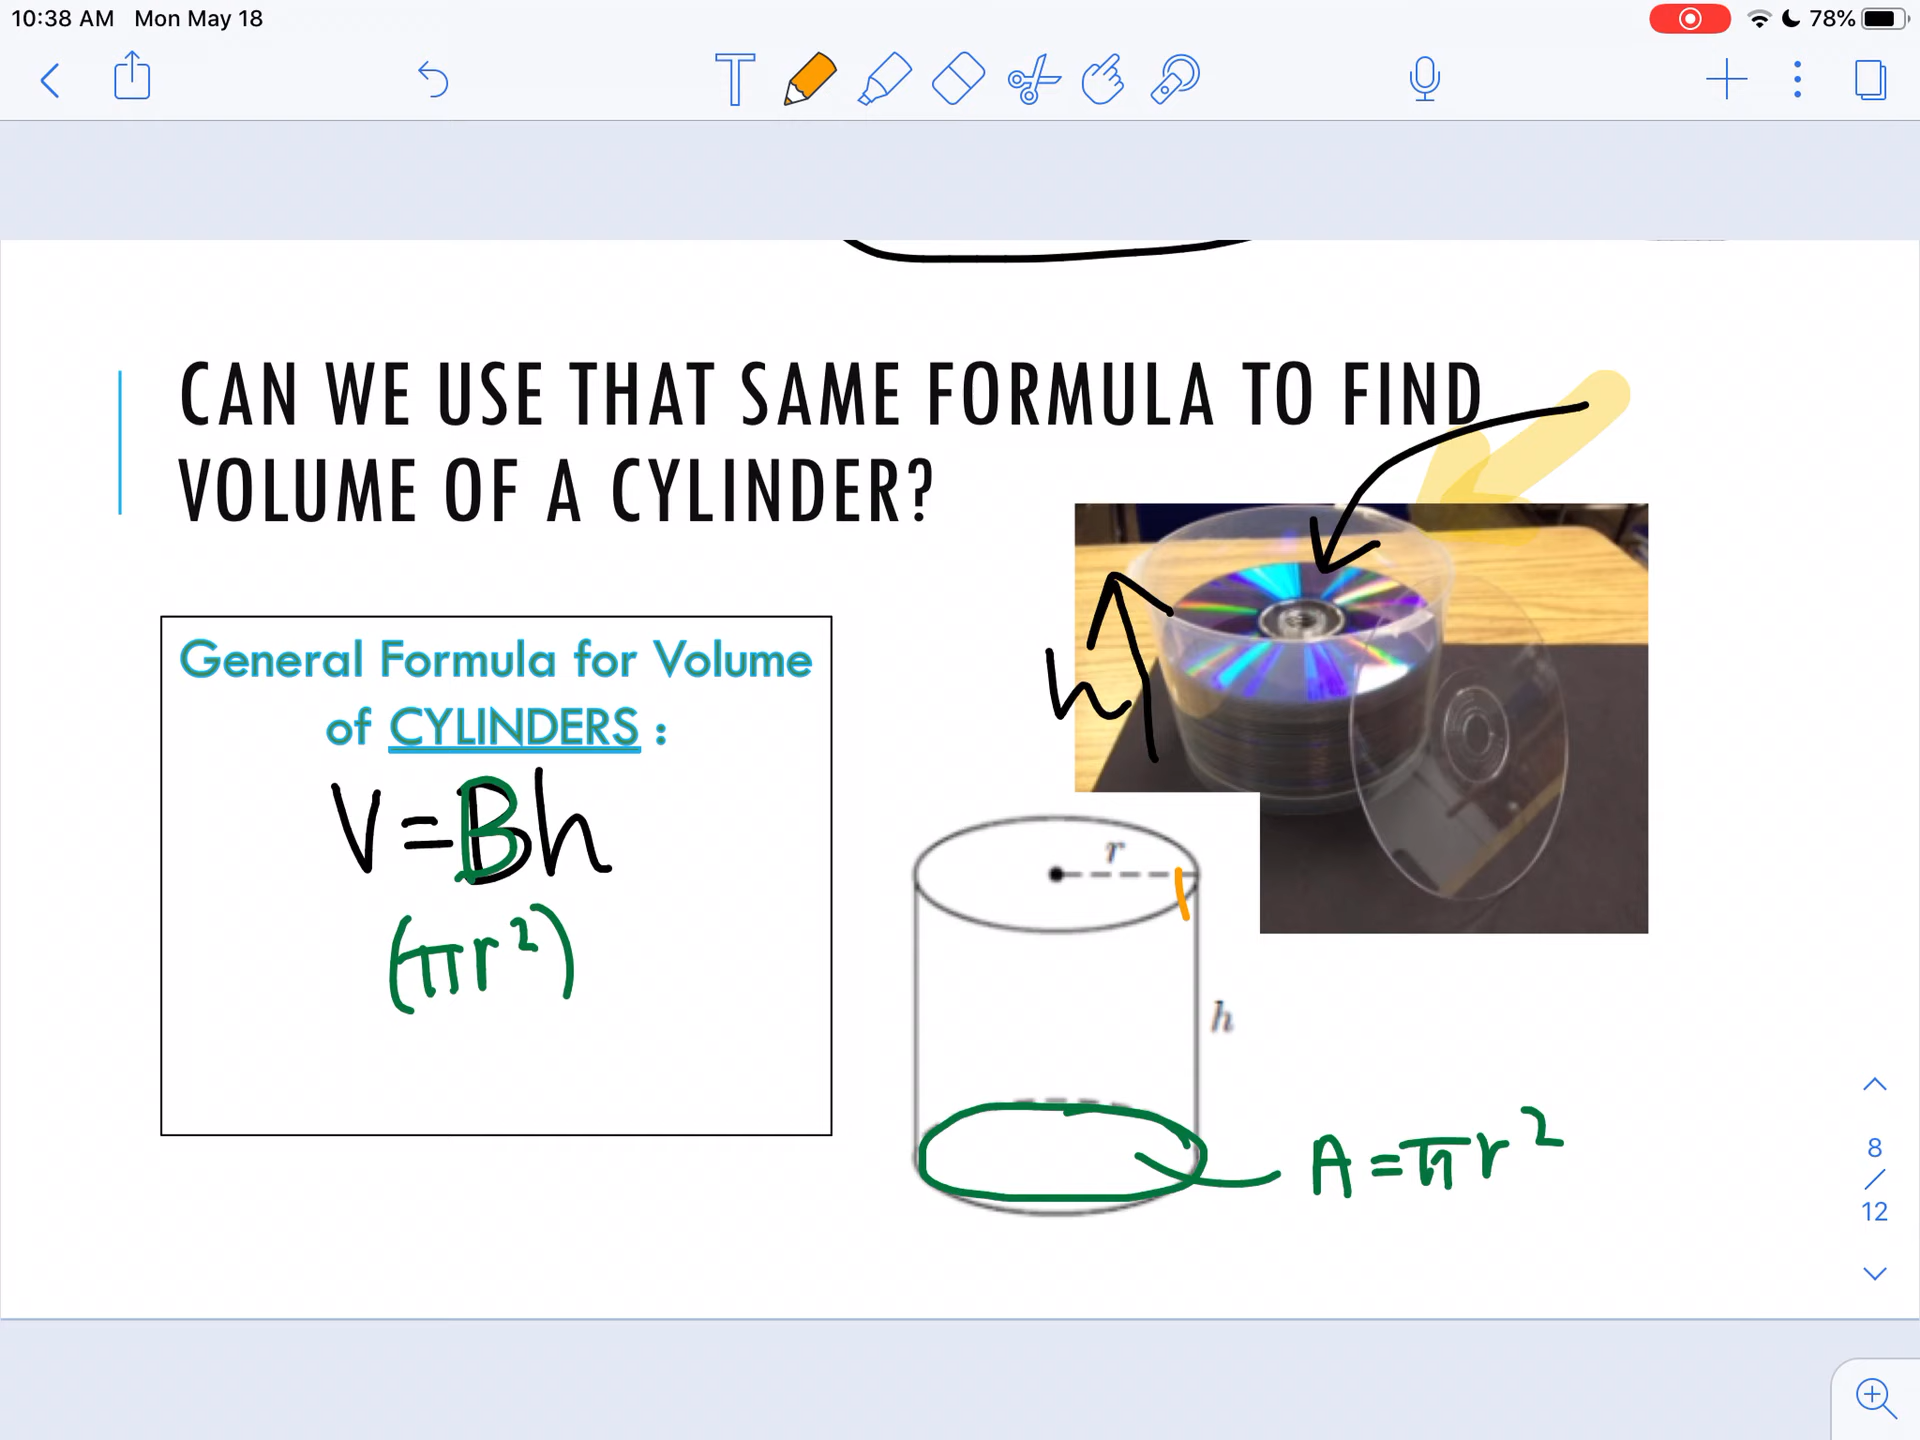 10:38 AM Mon May 18
78%
T
CAN WE USE THAT SAME FORMULA TO FIND
VOLUME OF A CYLINDER?
General Formula for Volume
of CYLINDERS :
V=Bh
(πr²)
h
r
h
A=πr²
8
/
12